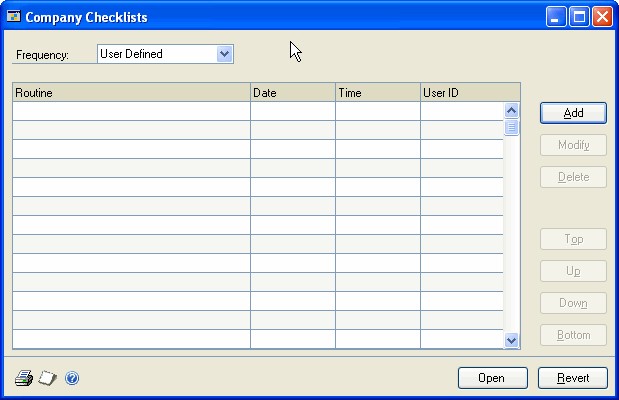 Company Checklists
Frequency: User Defined
Routine Date Time User ID
Add
Modify
Delete
Top
Up
Down
Bottom
Open Revert